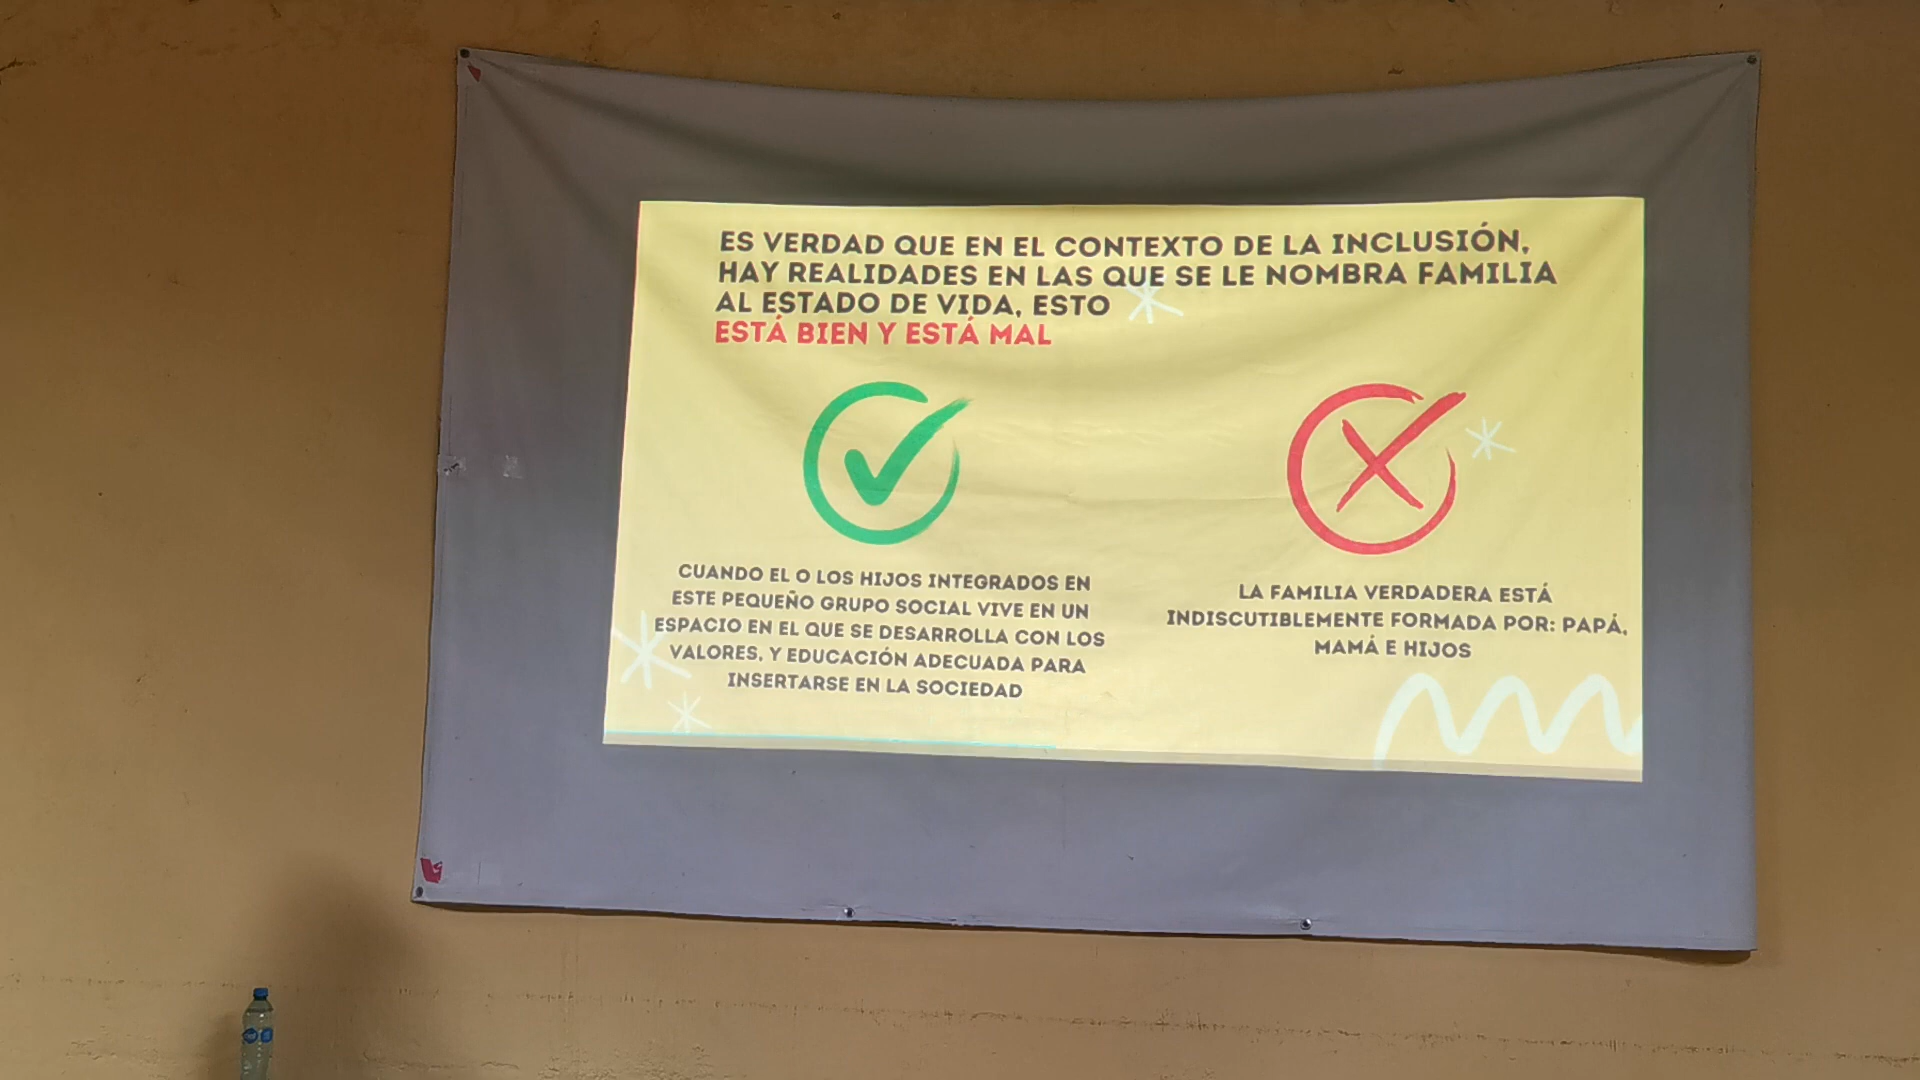 ES VERDAD QUE EN EL CONTEXTO DE LA INCLUSIÓN,
HAY REALIDADES EN LAS QUE SE LE NOMBRA FAMILIA
AL ESTADO DE VIDA, ESTO
ESTÁ BIEN Y ESTÁ MAL
CUANDO EL O LOS HIJOS INTEGRADOS EN
ESTE PEQUEÑO GRUPO SOCIAL VIVE EN UN
ESPACIO EN EL QUE SE DESARROLLA CON LOS
VALORES, Y EDUCACIÓN ADECUADA PARA
INSERTARSE EN LA SOCIEDAD
LA FAMILIA VERDADERA ESTÁ
INDISCUTIBLEMENTE FORMADA POR: PAPÁ,
MAMÁ E HIJOS